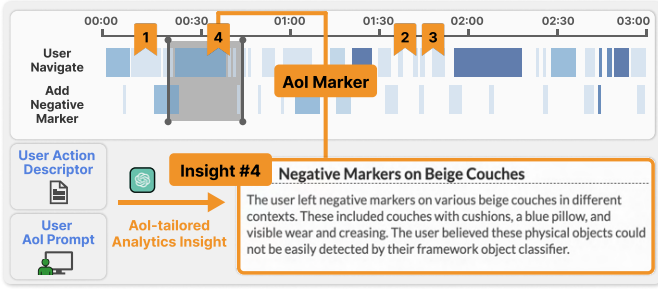 00:00 00:30 01:00 01:30 02:00 02:30 03:00
1 4 2 3
User
Navigate
AoI Marker
Add
Negative
Marker
User Action
Descriptor
User
AoI Prompt
AoI-tailored
Analytics Insight
Insight #4
Negative Markers on Beige Couches
The user left negative markers on various beige couches in different
contexts. These included couches with cushions, a blue pillow, and
visible wear and creasing. The user believed these physical objects could
not be easily detected by their framework object classifier.